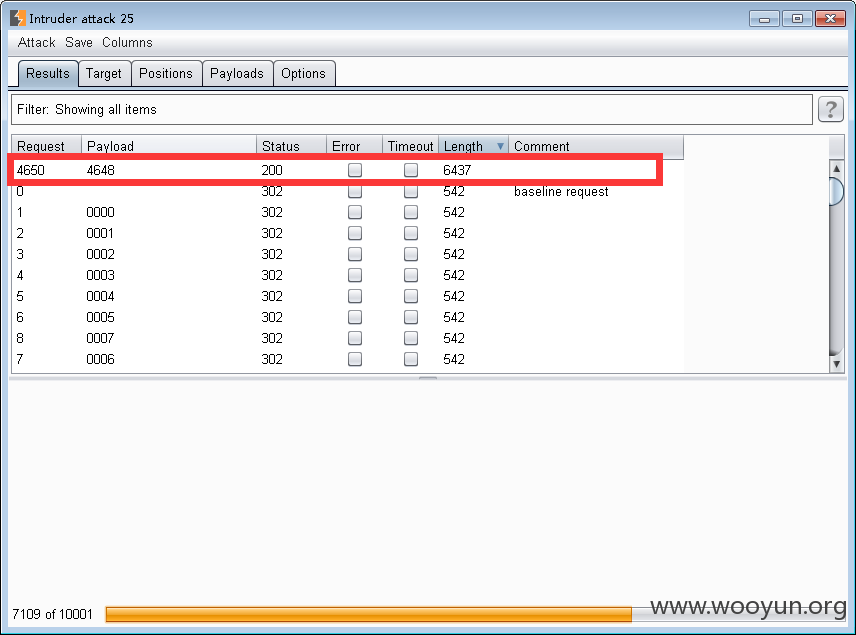 Intruder attack 25
Attack Save Columns
Results Target Positions Payloads Options
Filter: Showing all items ?
Request Payload Status Error Timeout Length Comment
4650 4648 200 6437
0 302 542 baseline request
1 0000 302 542
2 0001 302 542
3 0002 302 542
4 0003 302 542
5 0004 302 542
6 0005 302 542
8 0007 302 542
7 0006 302 542
7109 of 10001
www.wooyun.org